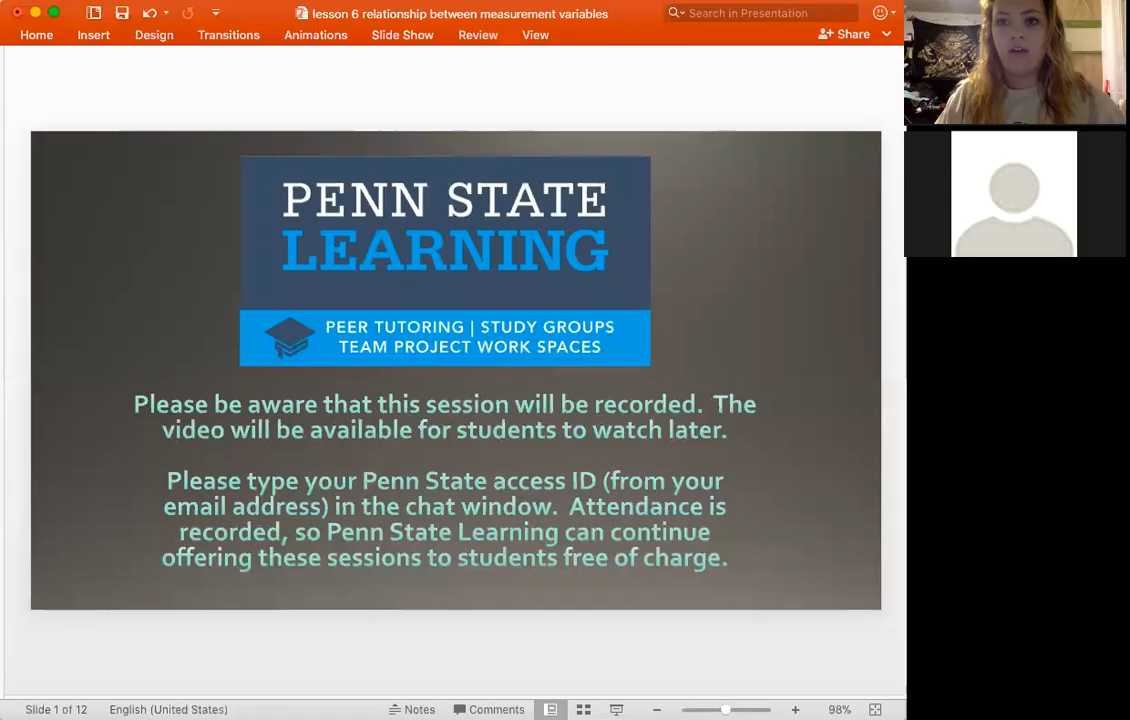 lesson 6 relationship between measurement variables
Search in Presentation
Home Insert Design Transitions Animations Slide Show Review View
Share
PENN STATE
LEARNING
PEER TUTORING | STUDY GROUPS
TEAM PROJECT WORK SPACES
Please be aware that this session will be recorded. The
video will be available for students to watch later.
Please type your Penn State access ID (from your
email address) in the chat window. Attendance is
recorded, so Penn State Learning can continue
offering these sessions to students free of charge.
Slide 1 of 12 English (United States) Notes Comments 98%